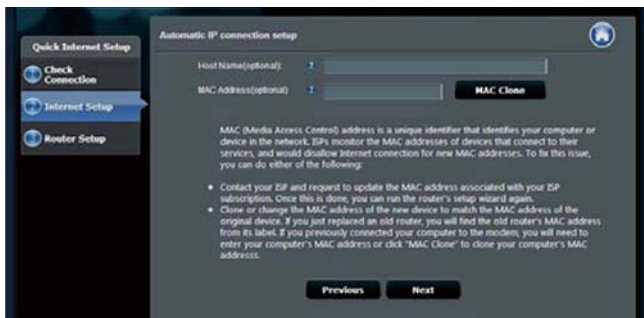 Automatic IP connection setup
Quick Internet Setup
Check
Connection
Internet Setup
Router Setup
Host Name(optional):
MAC Address(optional)
MAC Clone
MAC (Media Access Control) address is a unique identifier that identifies your computer or
device in the network. ISPs monitor the MAC addresses of devices that connect to their
services, and would disallow Internet connection for new MAC addresses. To fix this issue,
you can do either of the following:
• Contact your ISP and request to update the MAC address associated with your ISP
subscription. Once this is done, you can run the router's setup wizard again.
• Clone or change the MAC address of the new device to match the MAC address of the
original device. If you just replaced an old router, you will find the old router's MAC address
from its label. If you previously connected your computer to the modem, you will need to
enter your computer's MAC address or click "MAC Clone" to clone your computer's MAC
addresss.
Previous
Next